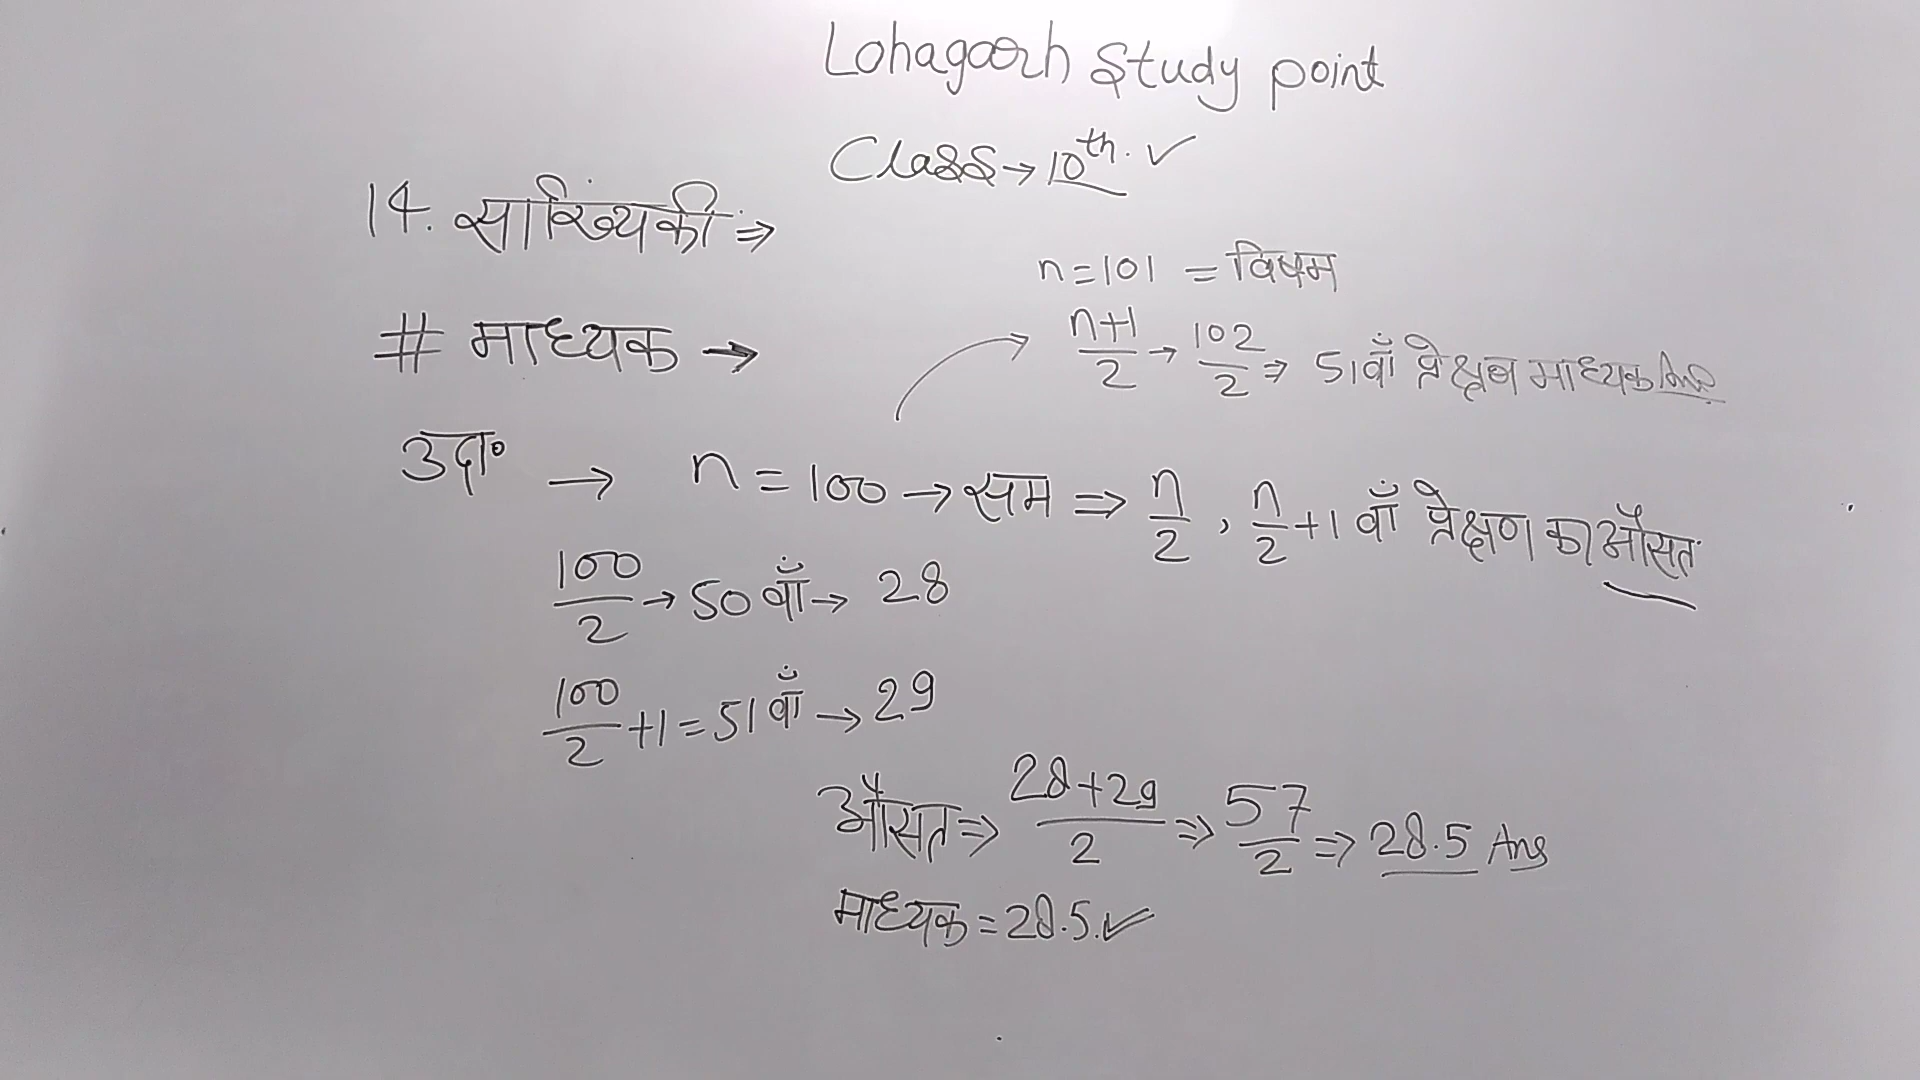 Lohagarh Study point
Class → 10th. ✓
14. सांख्यिकी ⇒
n = 101 = विषम
# माध्यक →
n+1/2 → 102/2 ⇒ 51वाँ प्रेक्षण माध्यक Ans
उदा॰ → n = 100 → सम ⇒ n/2 , n/2 + 1 वाँ प्रेक्षण का औसत
100/2 → 50 वाँ → 28
100/2 + 1 = 51 वाँ → 29
औसत ⇒ 28+29/2 ⇒ 57/2 ⇒ 28.5 Ans
माध्यक = 28.5. ✓